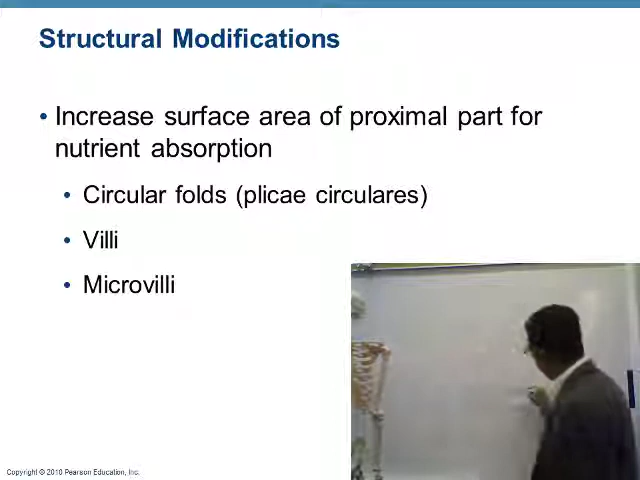 Structural Modifications
• Increase surface area of proximal part for
nutrient absorption
• Circular folds (plicae circulares)
• Villi
• Microvilli
Copyright © 2010 Pearson Education, Inc.